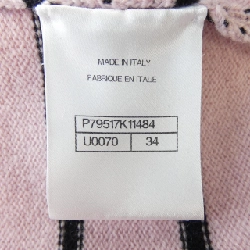 MADE IN ITALY
FABRIQUE EN ITALIE
P79517K11484
U0070 34